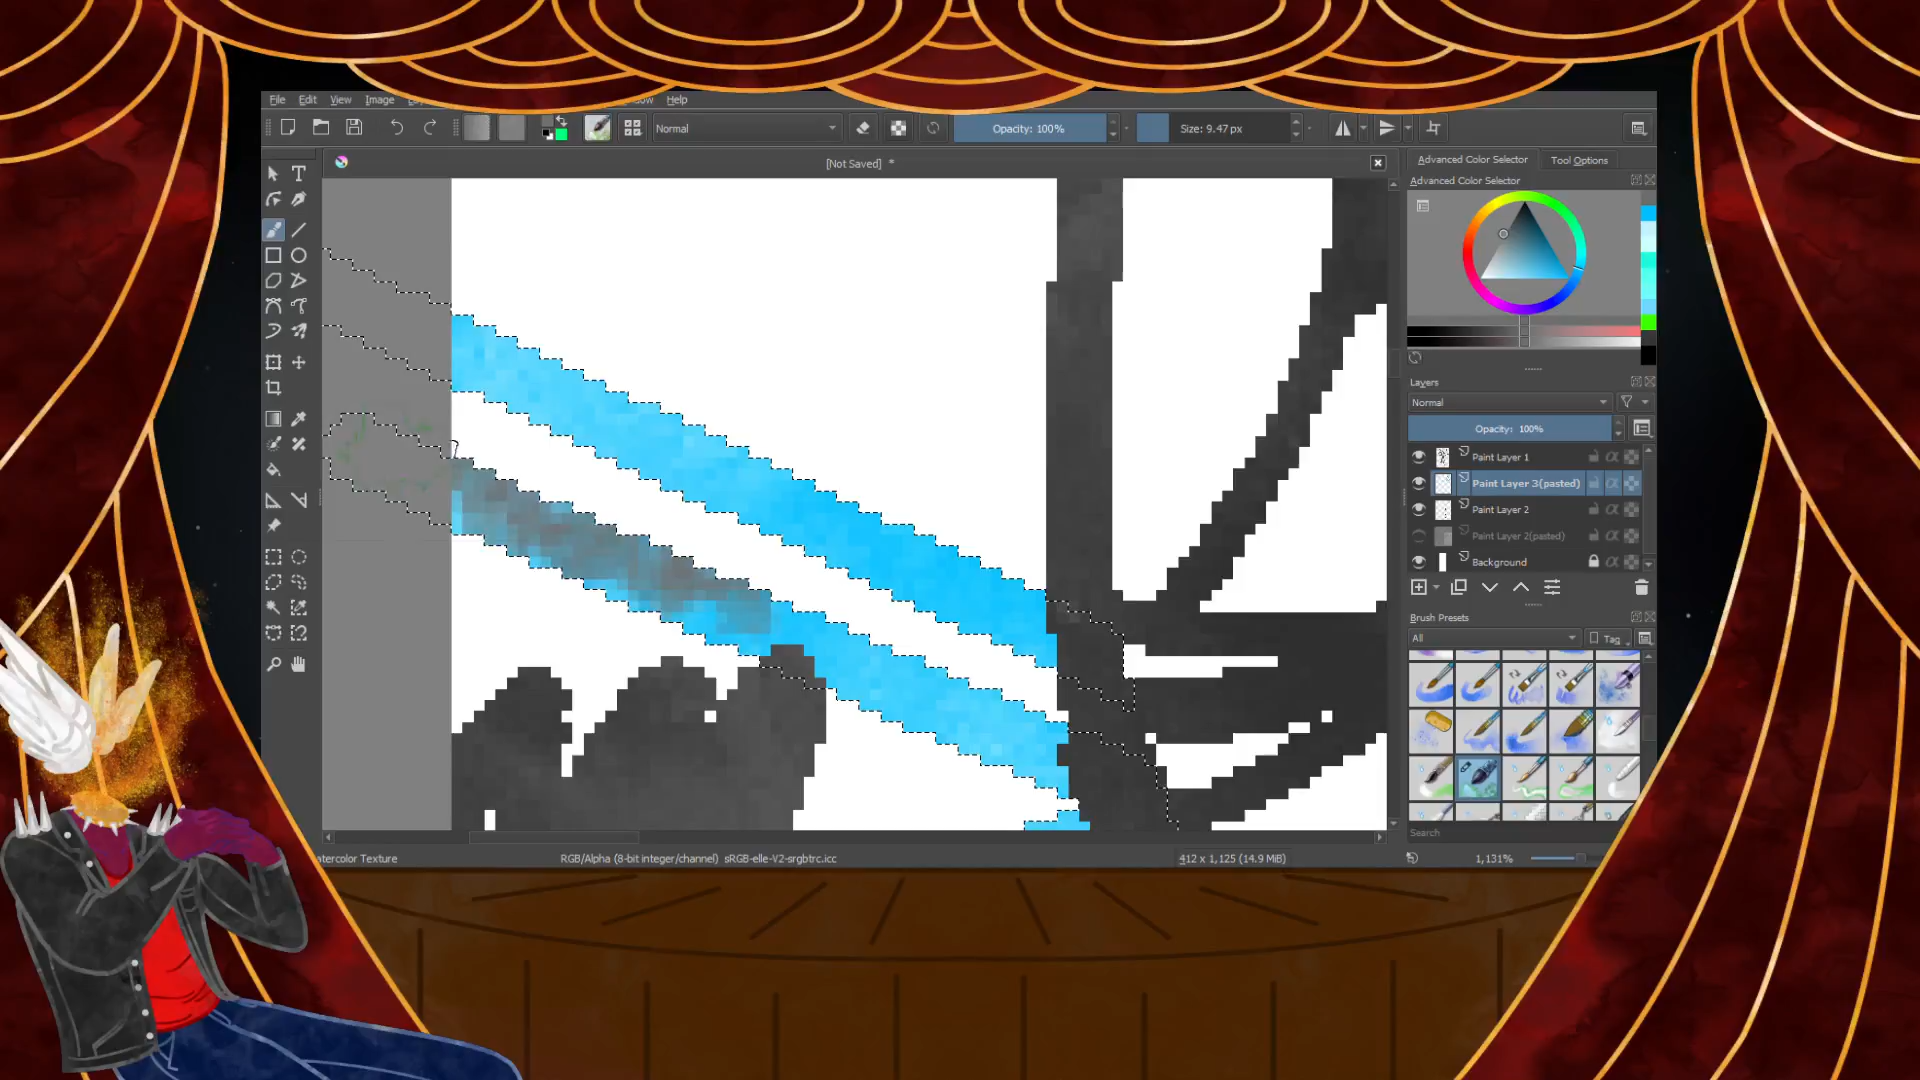 File Edit View Image Help
Normal
Opacity: 100%
Size: 9.47 px
[Not Saved] *
Advanced Color Selector Tool Options
Advanced Color Selector
Layers
Normal
Opacity: 100%
Paint Layer 1
Paint Layer 3(pasted)
Paint Layer 2
Paint Layer 2(pasted)
Background
Brush Presets
All
Tag
Search
RGB/Alpha (8-bit integer/channel) sRGB-elle-V2-srgbtrc.icc
412 x 1,125 (14.9 MiB)
1,131%
Texture